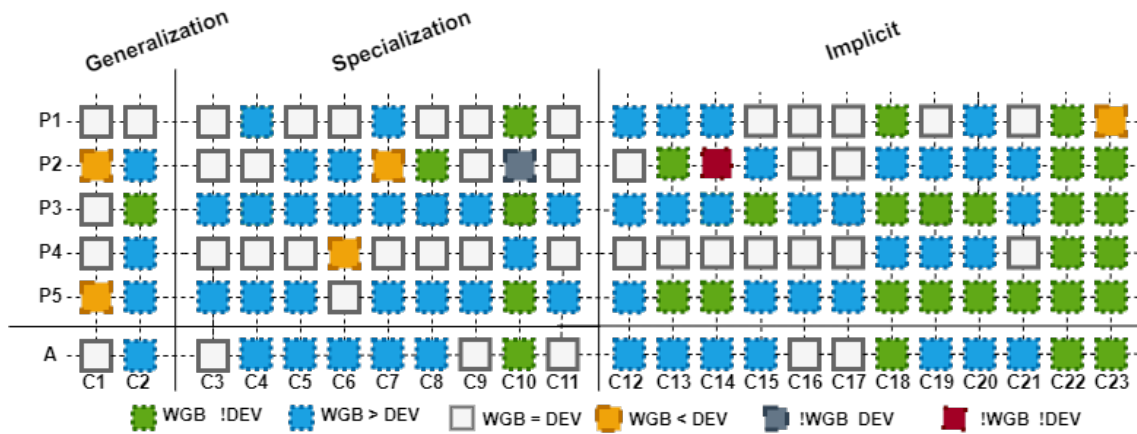 Generalization Specialization Implicit
P1
P2
P3
P4
P5
A
C1 C2 C3 C4 C5 C6 C7 C8 C9 C10 C11 C12 C13 C14 C15 C16 C17 C18 C19 C20 C21 C22 C23
WGB !DEV WGB > DEV WGB = DEV WGB < DEV !WGB DEV !WGB !DEV